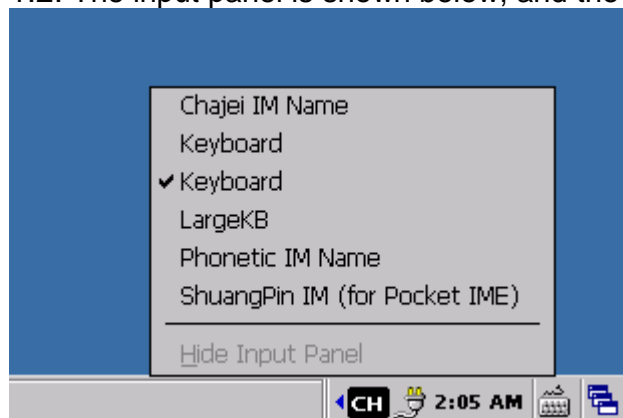 4.2. The input panel is shown below, and the
Chajei IM Name
Keyboard
Keyboard
LargeKB
Phonetic IM Name
ShuangPin IM (for Pocket IME)
Hide Input Panel
CH 2:05 AM